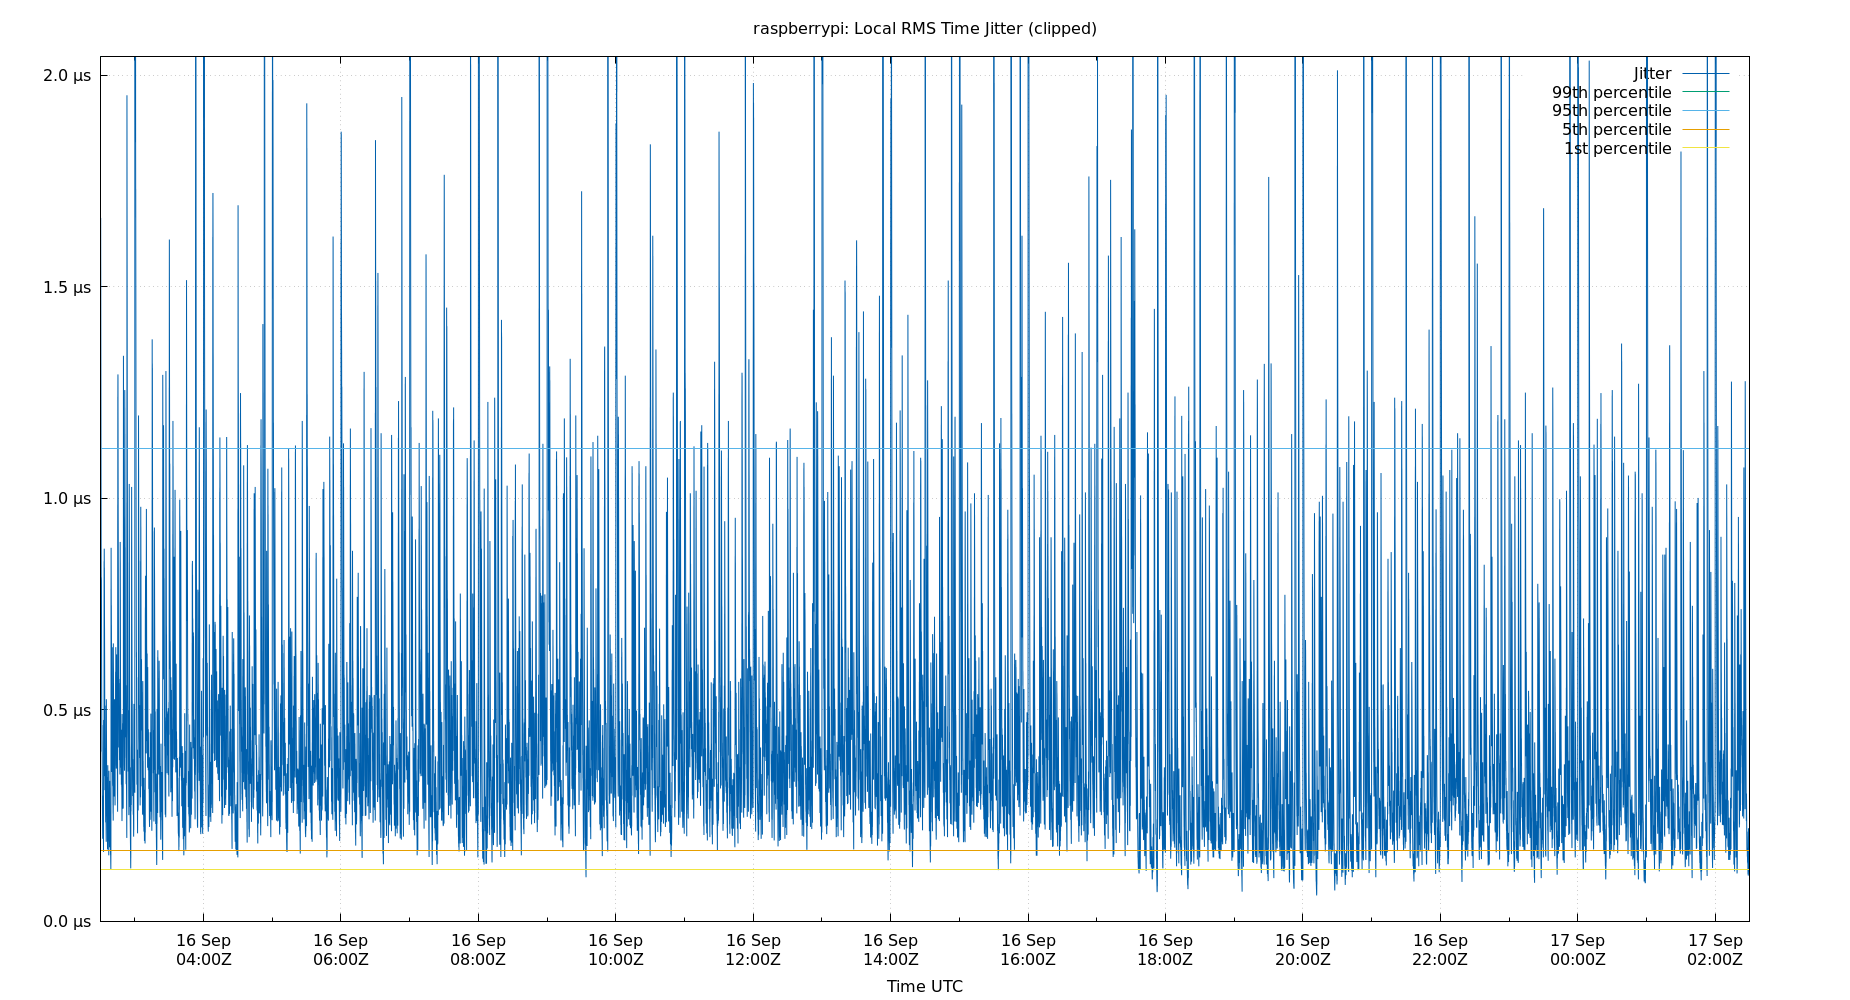 raspberrypi: Local RMS Time Jitter (clipped)
2.0 µs
1.5 µs
1.0 µs
0.5 µs
0.0 µs
Jitter
99th percentile
95th percentile
5th percentile
1st percentile
16 Sep 16 Sep 16 Sep 16 Sep 16 Sep 16 Sep 16 Sep 16 Sep 16 Sep 16 Sep 17 Sep 17 Sep
04:00Z 06:00Z 08:00Z 10:00Z 12:00Z 14:00Z 16:00Z 18:00Z 20:00Z 22:00Z 00:00Z 02:00Z
Time UTC